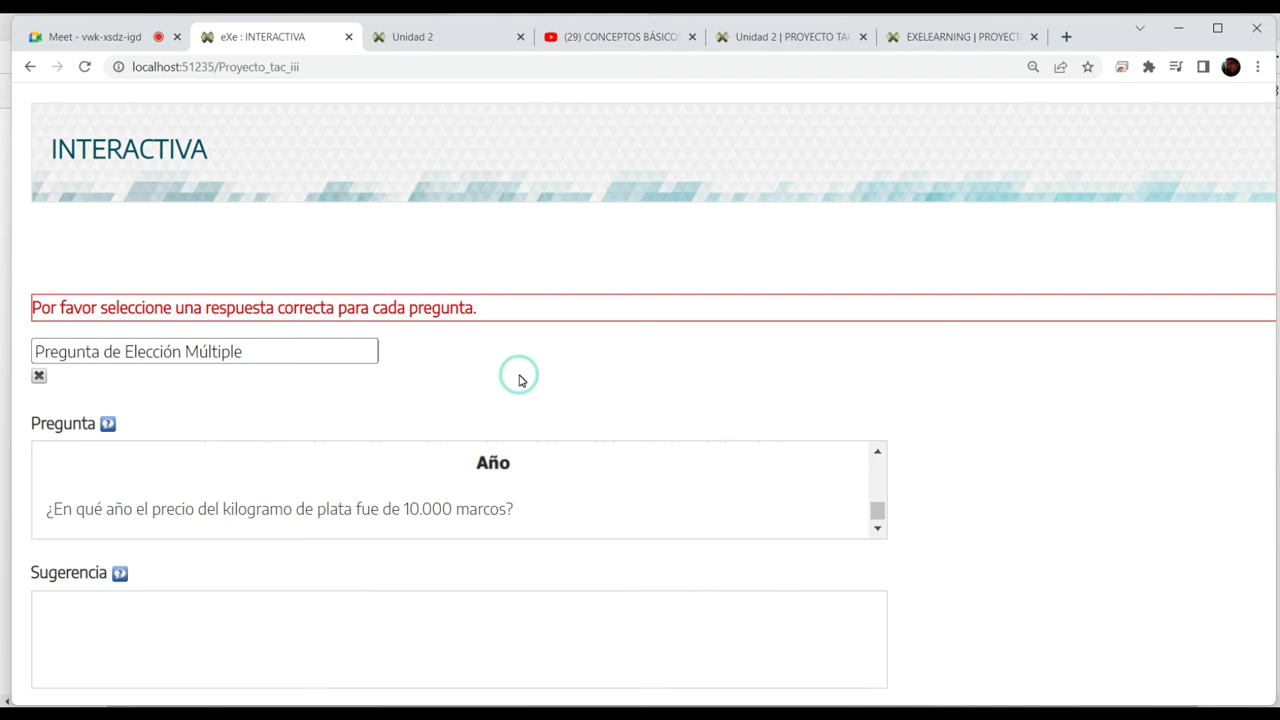 Meet - vwk-xsdz-igd
eXe : INTERACTIVA
Unidad 2
(29) CONCEPTOS BÁSICOS
Unidad 2 | PROYECTO TAC
EXELEARNING | PROYECT
localhost:51235/Proyecto_tac_iii
INTERACTIVA
Por favor seleccione una respuesta correcta para cada pregunta.
Pregunta de Elección Múltiple
Pregunta
Año
¿En qué año el precio del kilogramo de plata fue de 10.000 marcos?
Sugerencia